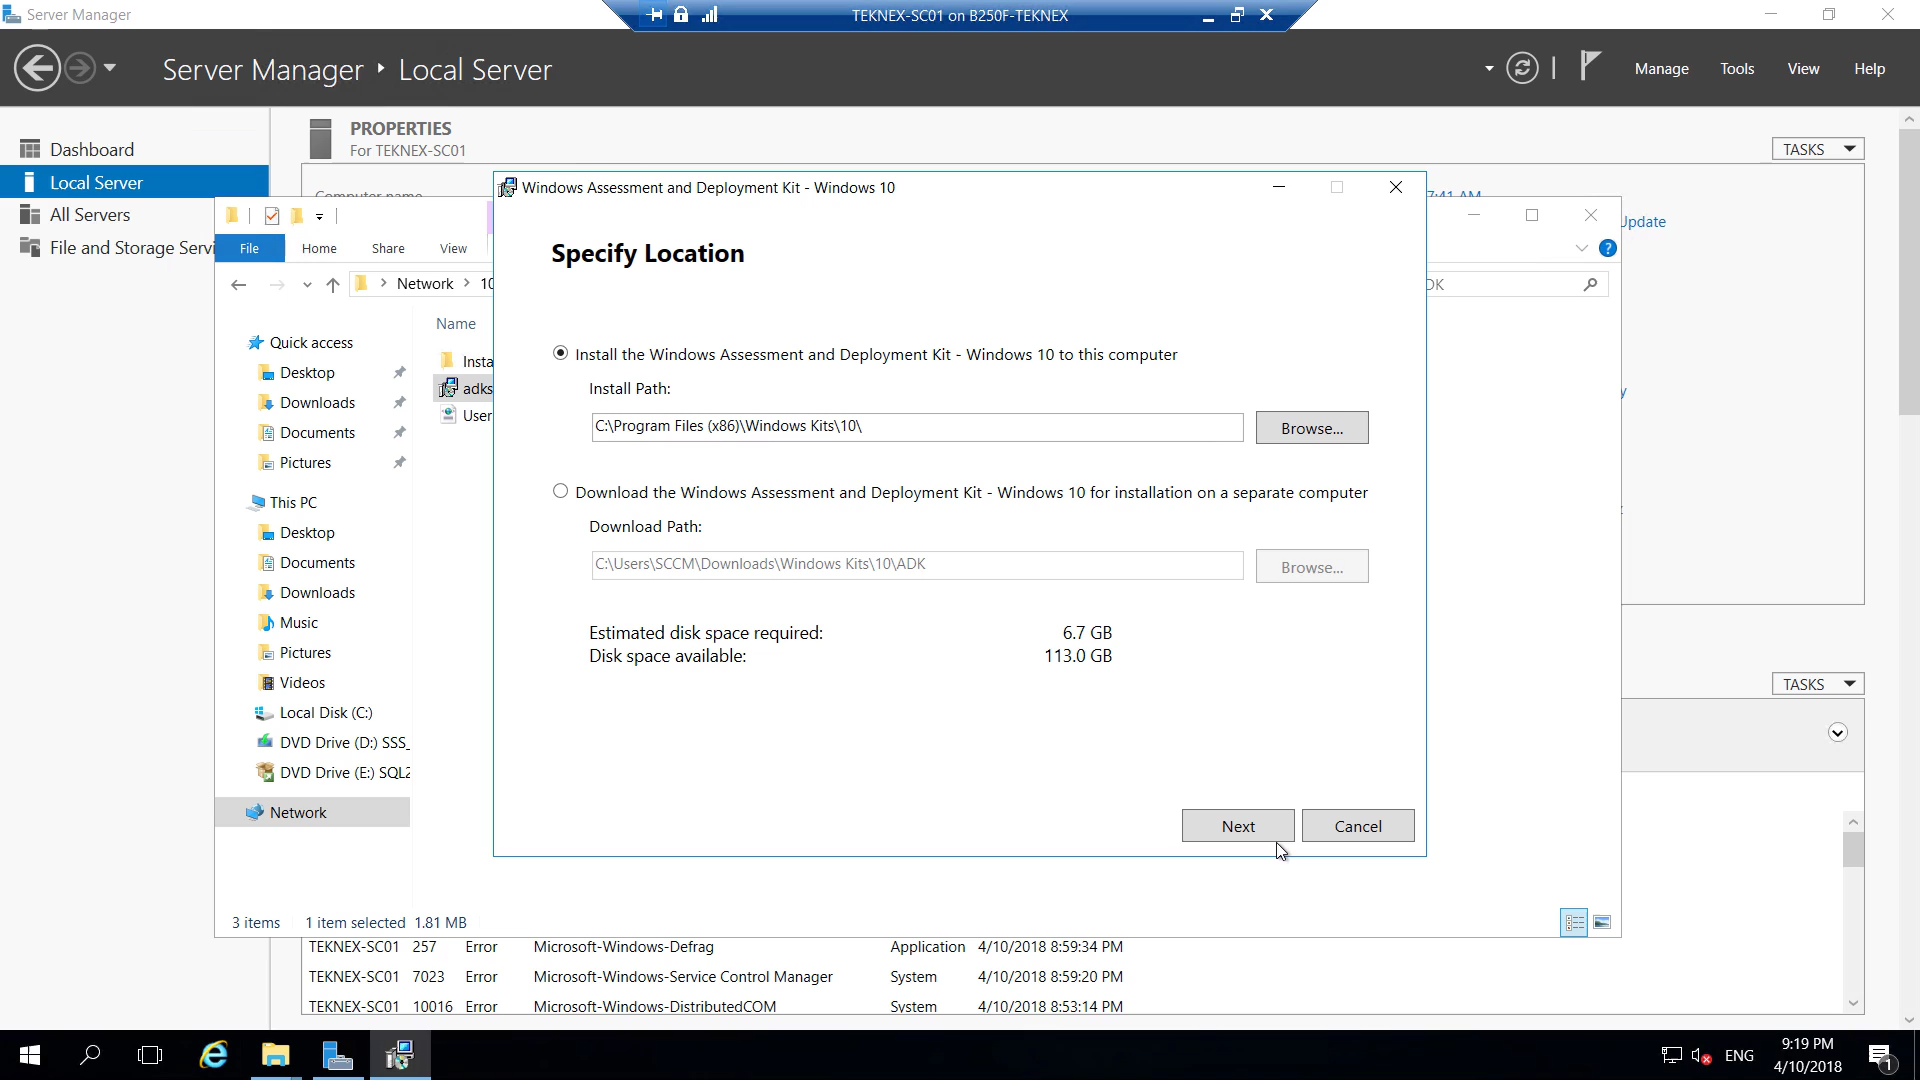 Server Manager
TEKNEX-SC01 on B250F-TEKNEX
Server Manager
Local Server
Manage
Tools
View
Help
Dashboard
Local Server
All Servers
File and Storage Servi
PROPERTIES
For TEKNEX-SC01
TASKS
Computer name
7:41 AM
Update
File
Home
Share
View
Network
10
DK
Name
Insta
adks
User
Quick access
Desktop
Downloads
Documents
Pictures
This PC
Desktop
Documents
Downloads
Music
Pictures
Videos
Local Disk (C:)
DVD Drive (D:) SSS_
DVD Drive (E:) SQL2
Network
3 items
1 item selected 1.81 MB
Windows Assessment and Deployment Kit - Windows 10
Specify Location
Install the Windows Assessment and Deployment Kit - Windows 10 to this computer
Install Path:
C:\Program Files (x86)\Windows Kits\10\
Browse...
Download the Windows Assessment and Deployment Kit - Windows 10 for installation on a separate computer
Download Path:
C:\Users\SCCM\Downloads\Windows Kits\10\ADK
Browse...
Estimated disk space required: 6.7 GB
Disk space available: 113.0 GB
Next
Cancel
TASKS
TEKNEX-SC01 257 Error Microsoft-Windows-Defrag Application 4/10/2018 8:59:34 PM
TEKNEX-SC01 7023 Error Microsoft-Windows-Service Control Manager System 4/10/2018 8:59:20 PM
TEKNEX-SC01 10016 Error Microsoft-Windows-DistributedCOM System 4/10/2018 8:53:14 PM
ENG
9:19 PM
4/10/2018
1